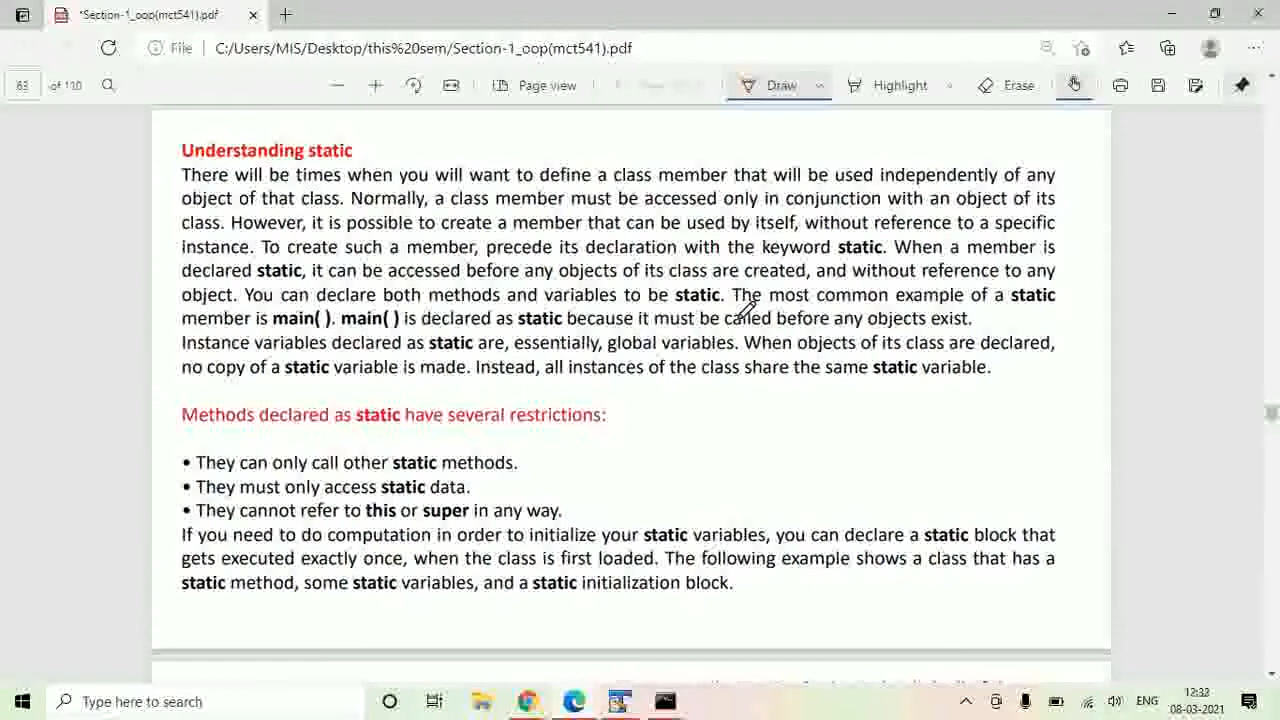 *Section-1_oop(mct541).pdf
File C:/Users/MIS/Desktop/this%20sem/Section-1_oop(mct541).pdf
63 of 130 Page view Draw Highlight Erase
Understanding static
There will be times when you will want to define a class member that will be used independently of any
object of that class. Normally, a class member must be accessed only in conjunction with an object of its
class. However, it is possible to create a member that can be used by itself, without reference to a specific
instance. To create such a member, precede its declaration with the keyword static. When a member is
declared static, it can be accessed before any objects of its class are created, and without reference to any
object. You can declare both methods and variables to be static. The most common example of a static
member is main( ). main( ) is declared as static because it must be called before any objects exist.
Instance variables declared as static are, essentially, global variables. When objects of its class are declared,
no copy of a static variable is made. Instead, all instances of the class share the same static variable.
Methods declared as static have several restrictions:
• They can only call other static methods.
• They must only access static data.
• They cannot refer to this or super in any way.
If you need to do computation in order to initialize your static variables, you can declare a static block that
gets executed exactly once, when the class is first loaded. The following example shows a class that has a
static method, some static variables, and a static initialization block.
Type here to search ENG 12:33
08-03-2021